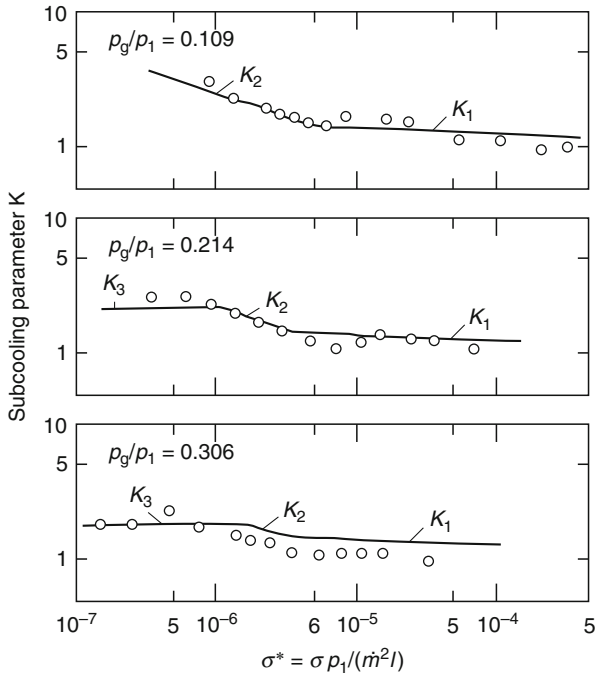 Subcooling parameter K
10
5
1
p_g/p_1 = 0.109
K_2
K_1
10
5
1
p_g/p_1 = 0.214
K_3
K_2
K_1
10
5
1
p_g/p_1 = 0.306
K_3
K_2
K_1
10⁻⁷ 5 10⁻⁶ 6 10⁻⁵ 5 10⁻⁴ 5
σ* = σ p_1/(ṁ²l)